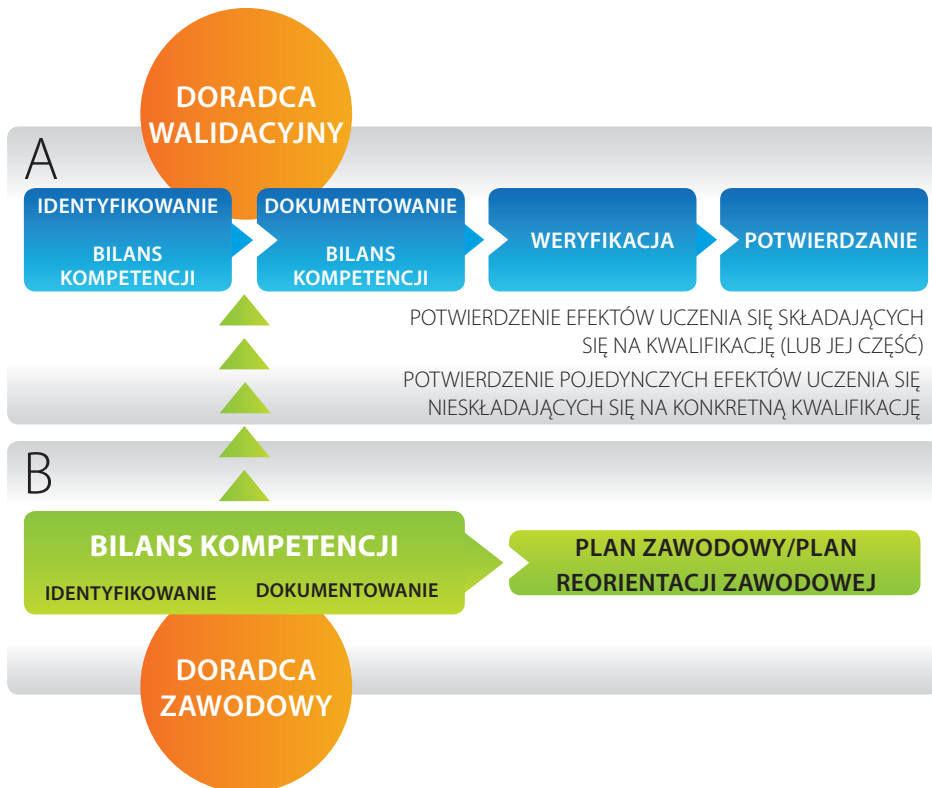 DORADCA
WALIDACYJNY
A
IDENTYFIKOWANIE
BILANS
KOMPETENCJI
DOKUMENTOWANIE
BILANS
KOMPETENCJI
WERYFIKACJA
POTWIERDZANIE
POTWIERDZENIE EFEKTÓW UCZENIA SIĘ SKŁADAJĄCYCH
SIĘ NA KWALIFIKACJĘ (LUB JEJ CZĘŚĆ)
POTWIERDZENIE POJEDYNCZYCH EFEKTÓW UCZENIA SIĘ
NIESKŁADAJĄCYCH SIĘ NA KONKRETNĄ KWALIFIKACJĘ
B
BILANS KOMPETENCJI
IDENTYFIKOWANIE
DOKUMENTOWANIE
PLAN ZAWODOWY/PLAN
REORIENTACJI ZAWODOWEJ
DORADCA
ZAWODOWY